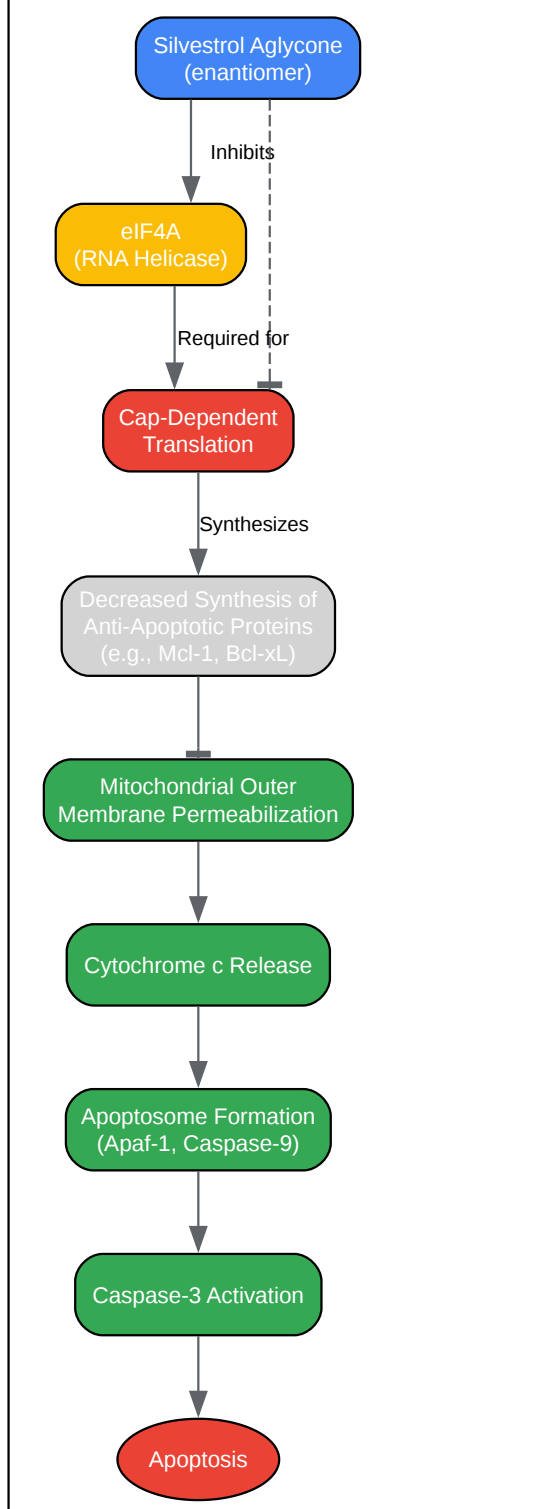 Silvestrol Aglycone
(enantiomer)
Inhibits
eIF4A
(RNA Helicase)
Required for
Cap-Dependent
Translation
Synthesizes
Decreased Synthesis of
Anti-Apoptotic Proteins
(e.g., Mcl-1, Bcl-xL)
Mitochondrial Outer
Membrane Permeabilization
Cytochrome c Release
Apoptosome Formation
(Apaf-1, Caspase-9)
Caspase-3 Activation
Apoptosis